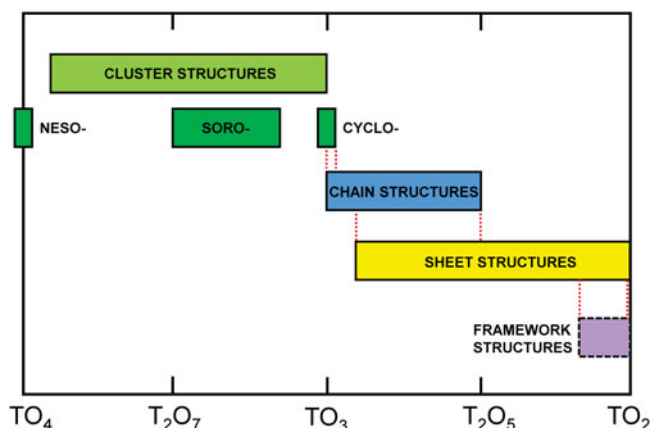 CLUSTER STRUCTURES
NESO-
SORO-
CYCLO-
CHAIN STRUCTURES
SHEET STRUCTURES
FRAMEWORK
STRUCTURES
TO₄ T₂O₇ TO₃ T₂O₅ TO₂